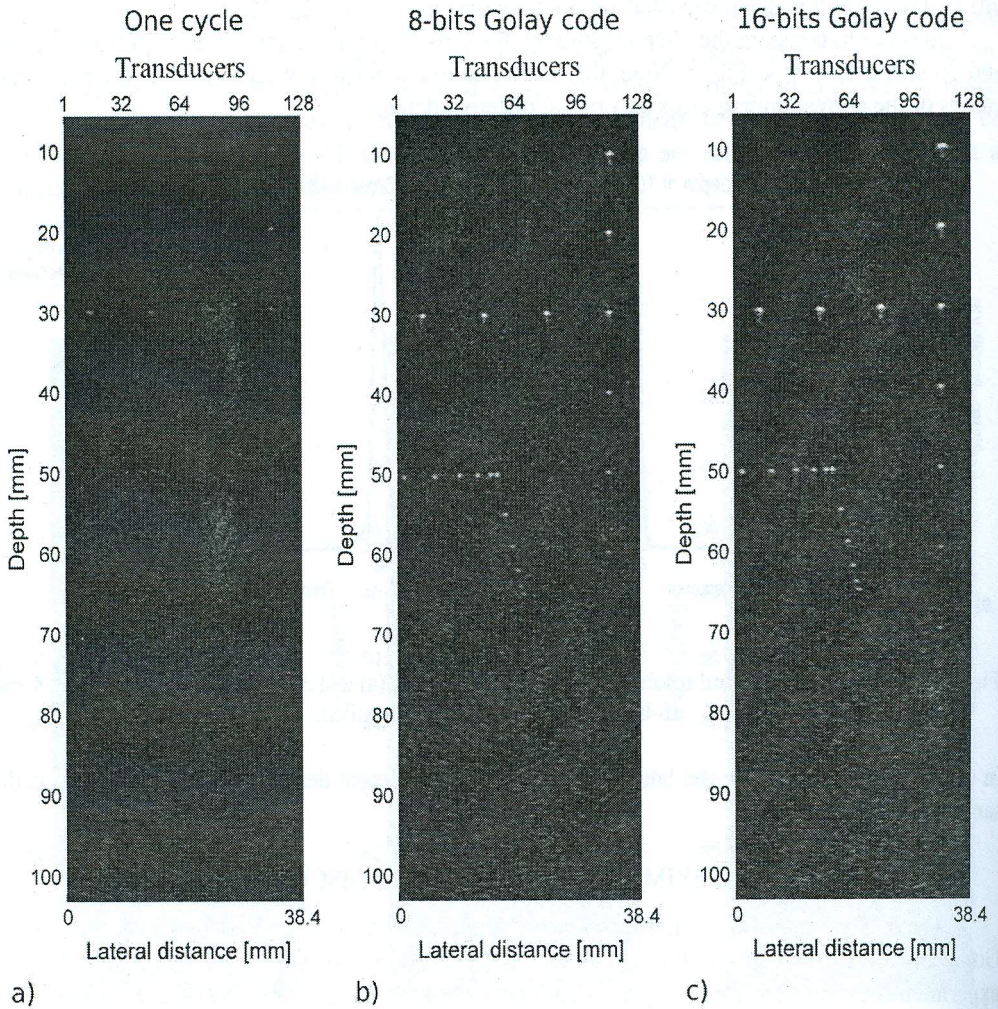 One cycle
Transducers
1 32 64 96 128
10
20
30
40
50
60
70
80
90
100
Depth [mm]
0 38.4
Lateral distance [mm]
a)
8-bits Golay code
Transducers
1 32 64 96 128
10
20
30
40
50
60
70
80
90
100
Depth [mm]
0 38.4
Lateral distance [mm]
b)
16-bits Golay code
Transducers
1 32 64 96 128
10
20
30
40
50
60
70
80
90
100
Depth [mm]
0 38.4
Lateral distance [mm]
c)